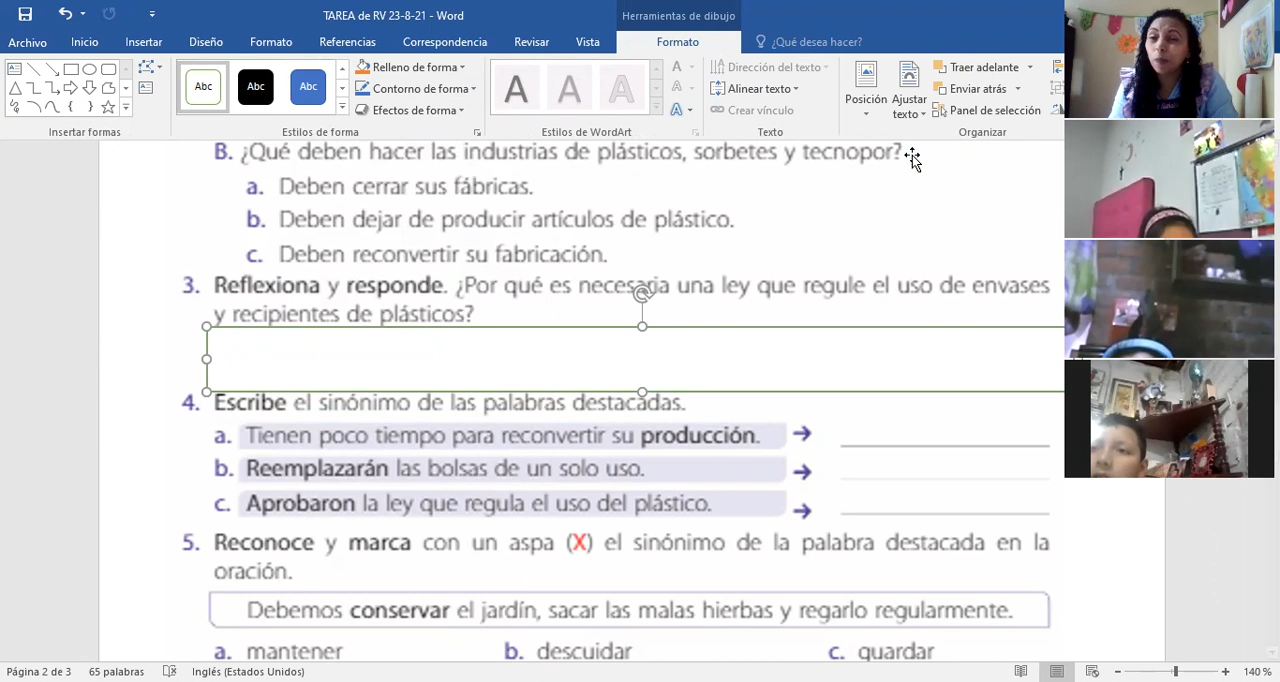 TAREA de RV 23-8-21 - Word
Herramientas de dibujo
Archivo Inicio Insertar Diseño Formato Referencias Correspondencia Revisar Vista Formato ¿Qué desea hacer?
Abc Abc Abc
Relleno de forma
Contorno de forma
Efectos de forma
A A A
Dirección del texto
Alinear texto
Crear vínculo
Posición
Ajustar texto
Traer adelante
Enviar atrás
Panel de selección
Insertar formas Estilos de forma Estilos de WordArt Texto Organizar
B. ¿Qué deben hacer las industrias de plásticos, sorbetes y tecnopor?
a. Deben cerrar sus fábricas.
b. Deben dejar de producir artículos de plástico.
c. Deben reconvertir su fabricación.
3. Reflexiona y responde. ¿Por qué es necesaria una ley que regule el uso de envases
y recipientes de plásticos?
4. Escribe el sinónimo de las palabras destacadas.
a. Tienen poco tiempo para reconvertir su producción.
b. Reemplazarán las bolsas de un solo uso.
c. Aprobaron la ley que regula el uso del plástico.
5. Reconoce y marca con un aspa (X) el sinónimo de la palabra destacada en la
oración.
Debemos conservar el jardín, sacar las malas hierbas y regarlo regularmente.
a. mantener b. descuidar c. guardar
Página 2 de 3 65 palabras Inglés (Estados Unidos) 140 %